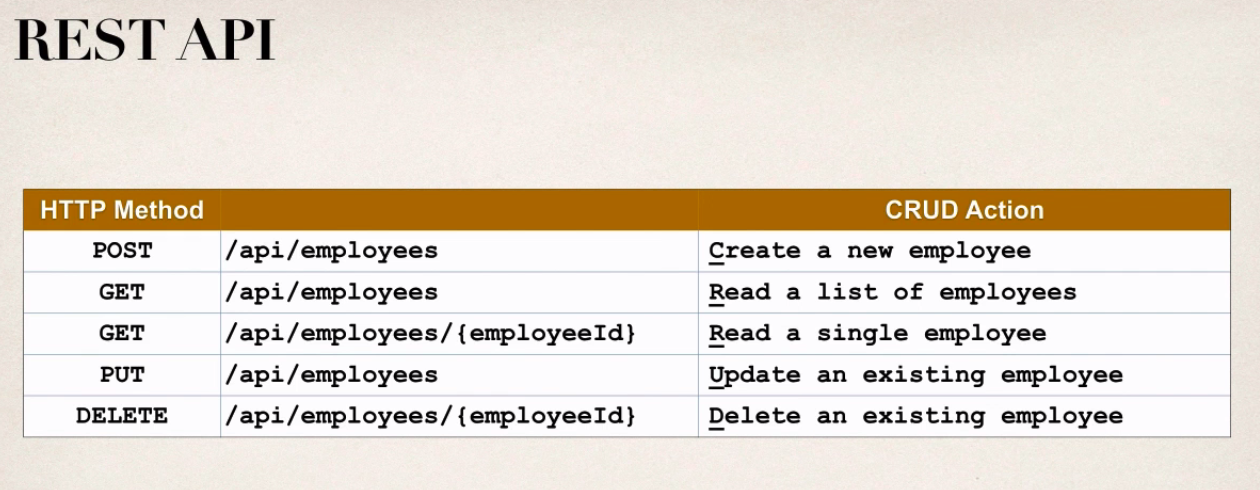 REST API
HTTP Method CRUD Action
POST /api/employees Create a new employee
GET /api/employees Read a list of employees
GET /api/employees/{employeeId} Read a single employee
PUT /api/employees Update an existing employee
DELETE /api/employees/{employeeId} Delete an existing employee